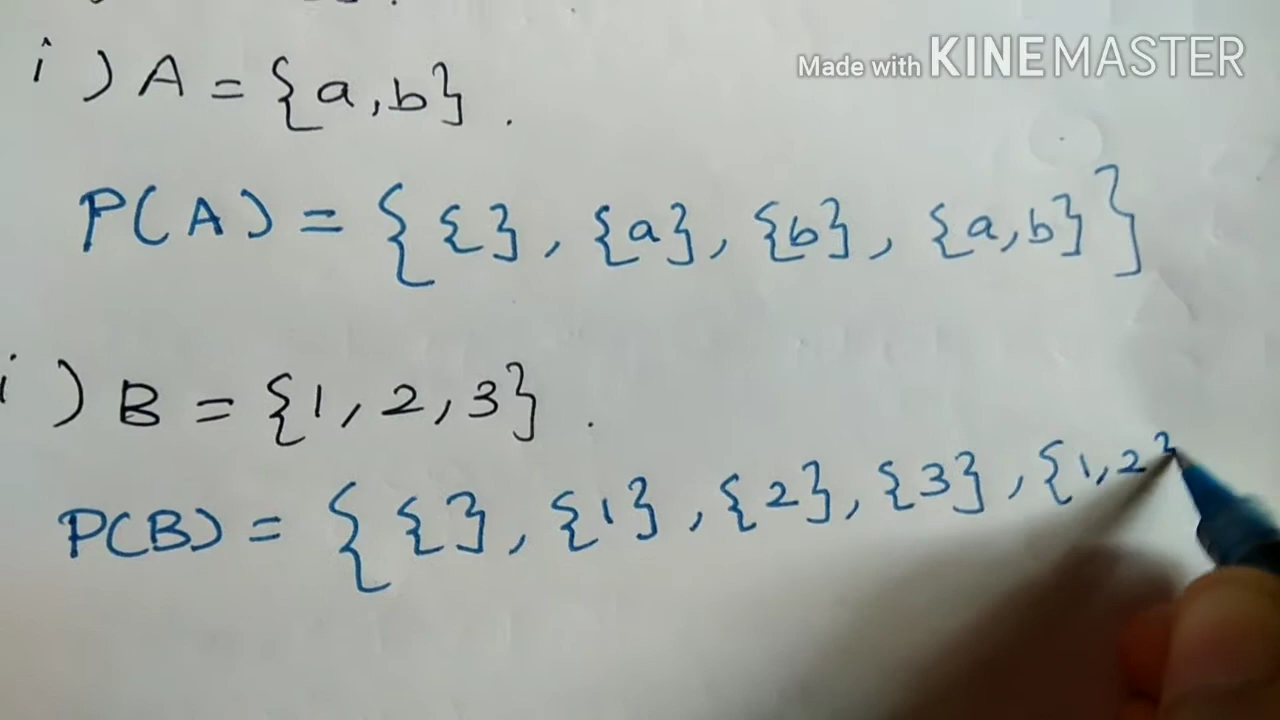 Made with KINEMASTER
i) A = {a, b}.
P(A) = { { }, {a}, {b}, {a, b} }
i) B = {1, 2, 3}.
P(B) = { { }, {1}, {2}, {3}, {1, 2}